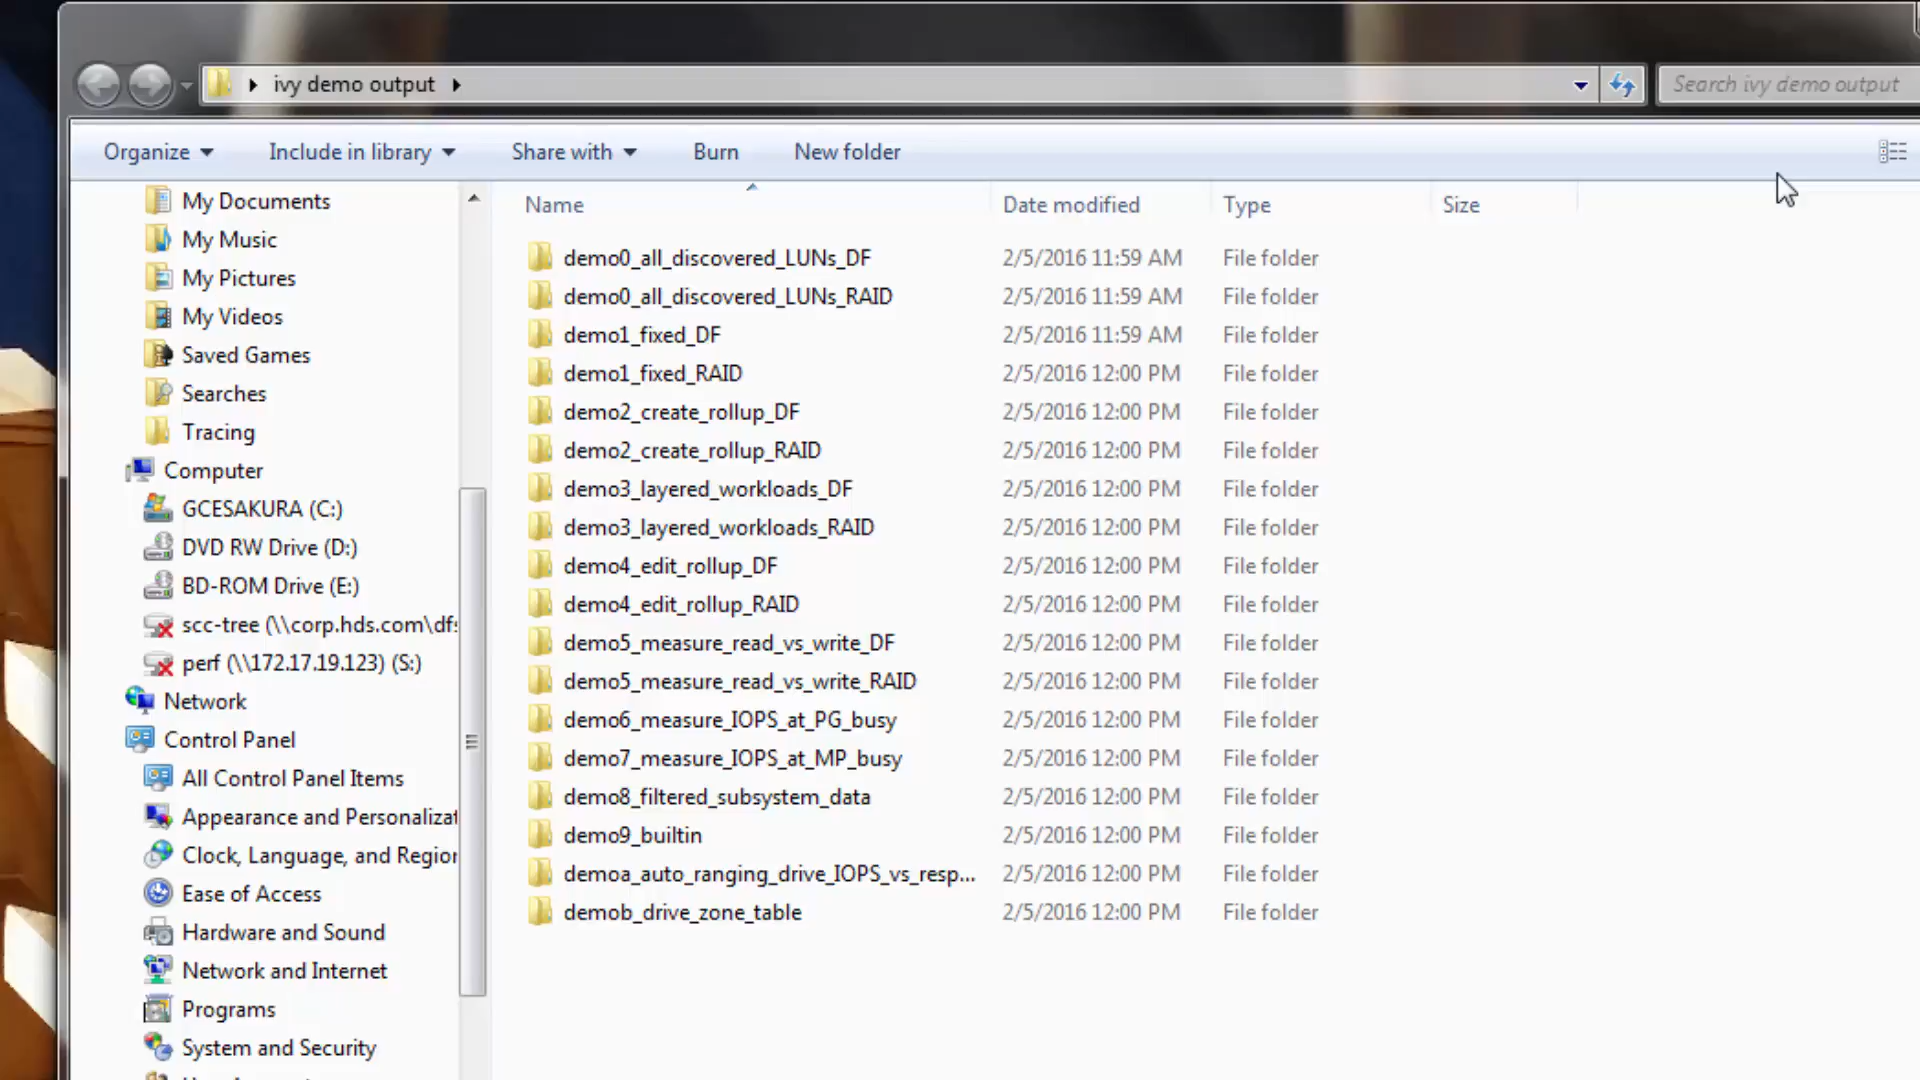 ivy demo output
Search ivy demo output
Organize
Include in library
Share with
Burn
New folder
My Documents
My Music
My Pictures
My Videos
Saved Games
Searches
Tracing
Computer
GCESAKURA (C:)
DVD RW Drive (D:)
BD-ROM Drive (E:)
scc-tree (\\corp.hds.com\dfs
perf (\\172.17.19.123) (S:)
Network
Control Panel
All Control Panel Items
Appearance and Personalizat
Clock, Language, and Region
Ease of Access
Hardware and Sound
Network and Internet
Programs
System and Security
Name Date modified Type Size
demo0_all_discovered_LUNs_DF 2/5/2016 11:59 AM File folder
demo0_all_discovered_LUNs_RAID 2/5/2016 11:59 AM File folder
demo1_fixed_DF 2/5/2016 11:59 AM File folder
demo1_fixed_RAID 2/5/2016 12:00 PM File folder
demo2_create_rollup_DF 2/5/2016 12:00 PM File folder
demo2_create_rollup_RAID 2/5/2016 12:00 PM File folder
demo3_layered_workloads_DF 2/5/2016 12:00 PM File folder
demo3_layered_workloads_RAID 2/5/2016 12:00 PM File folder
demo4_edit_rollup_DF 2/5/2016 12:00 PM File folder
demo4_edit_rollup_RAID 2/5/2016 12:00 PM File folder
demo5_measure_read_vs_write_DF 2/5/2016 12:00 PM File folder
demo5_measure_read_vs_write_RAID 2/5/2016 12:00 PM File folder
demo6_measure_IOPS_at_PG_busy 2/5/2016 12:00 PM File folder
demo7_measure_IOPS_at_MP_busy 2/5/2016 12:00 PM File folder
demo8_filtered_subsystem_data 2/5/2016 12:00 PM File folder
demo9_builtin 2/5/2016 12:00 PM File folder
demoa_auto_ranging_drive_IOPS_vs_resp... 2/5/2016 12:00 PM File folder
demob_drive_zone_table 2/5/2016 12:00 PM File folder